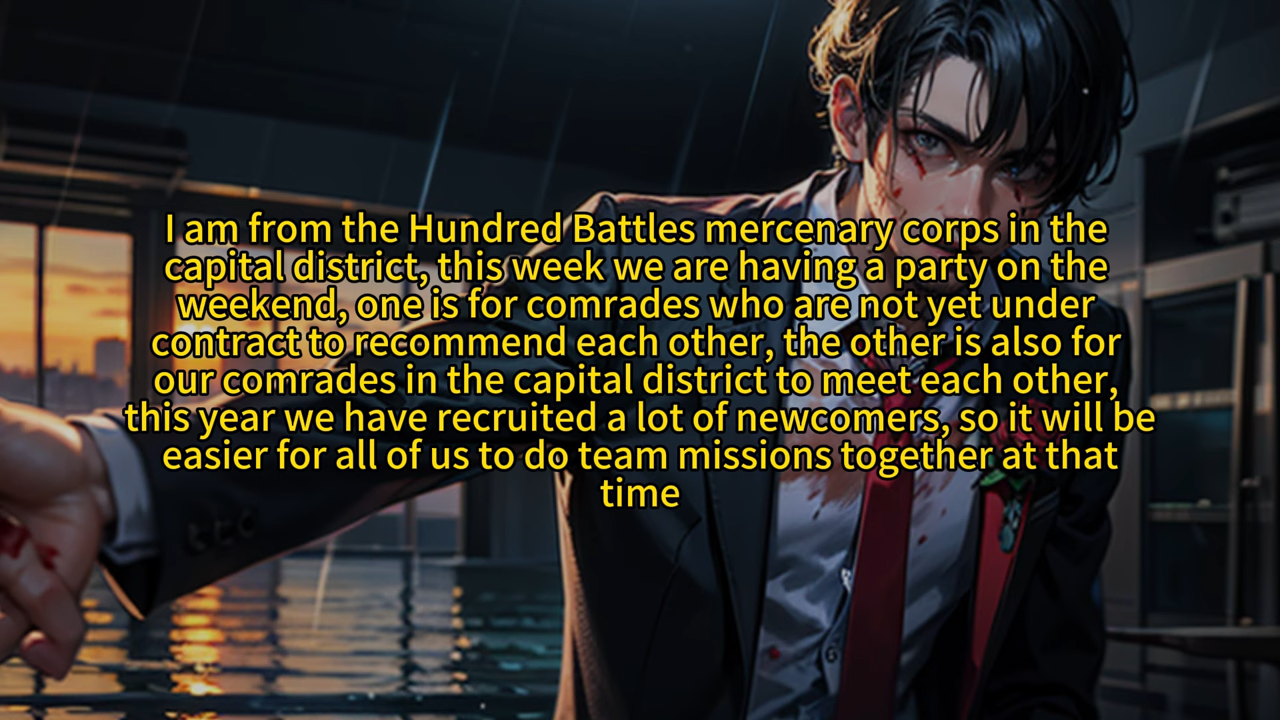 I am from the Hundred Battles mercenary corps in the
capital district, this week we are having a party on the
weekend, one is for comrades who are not yet under
contract to recommend each other, the other is also for
our comrades in the capital district to meet each other,
this year we have recruited a lot of newcomers, so it will be
easier for all of us to do team missions together at that
time